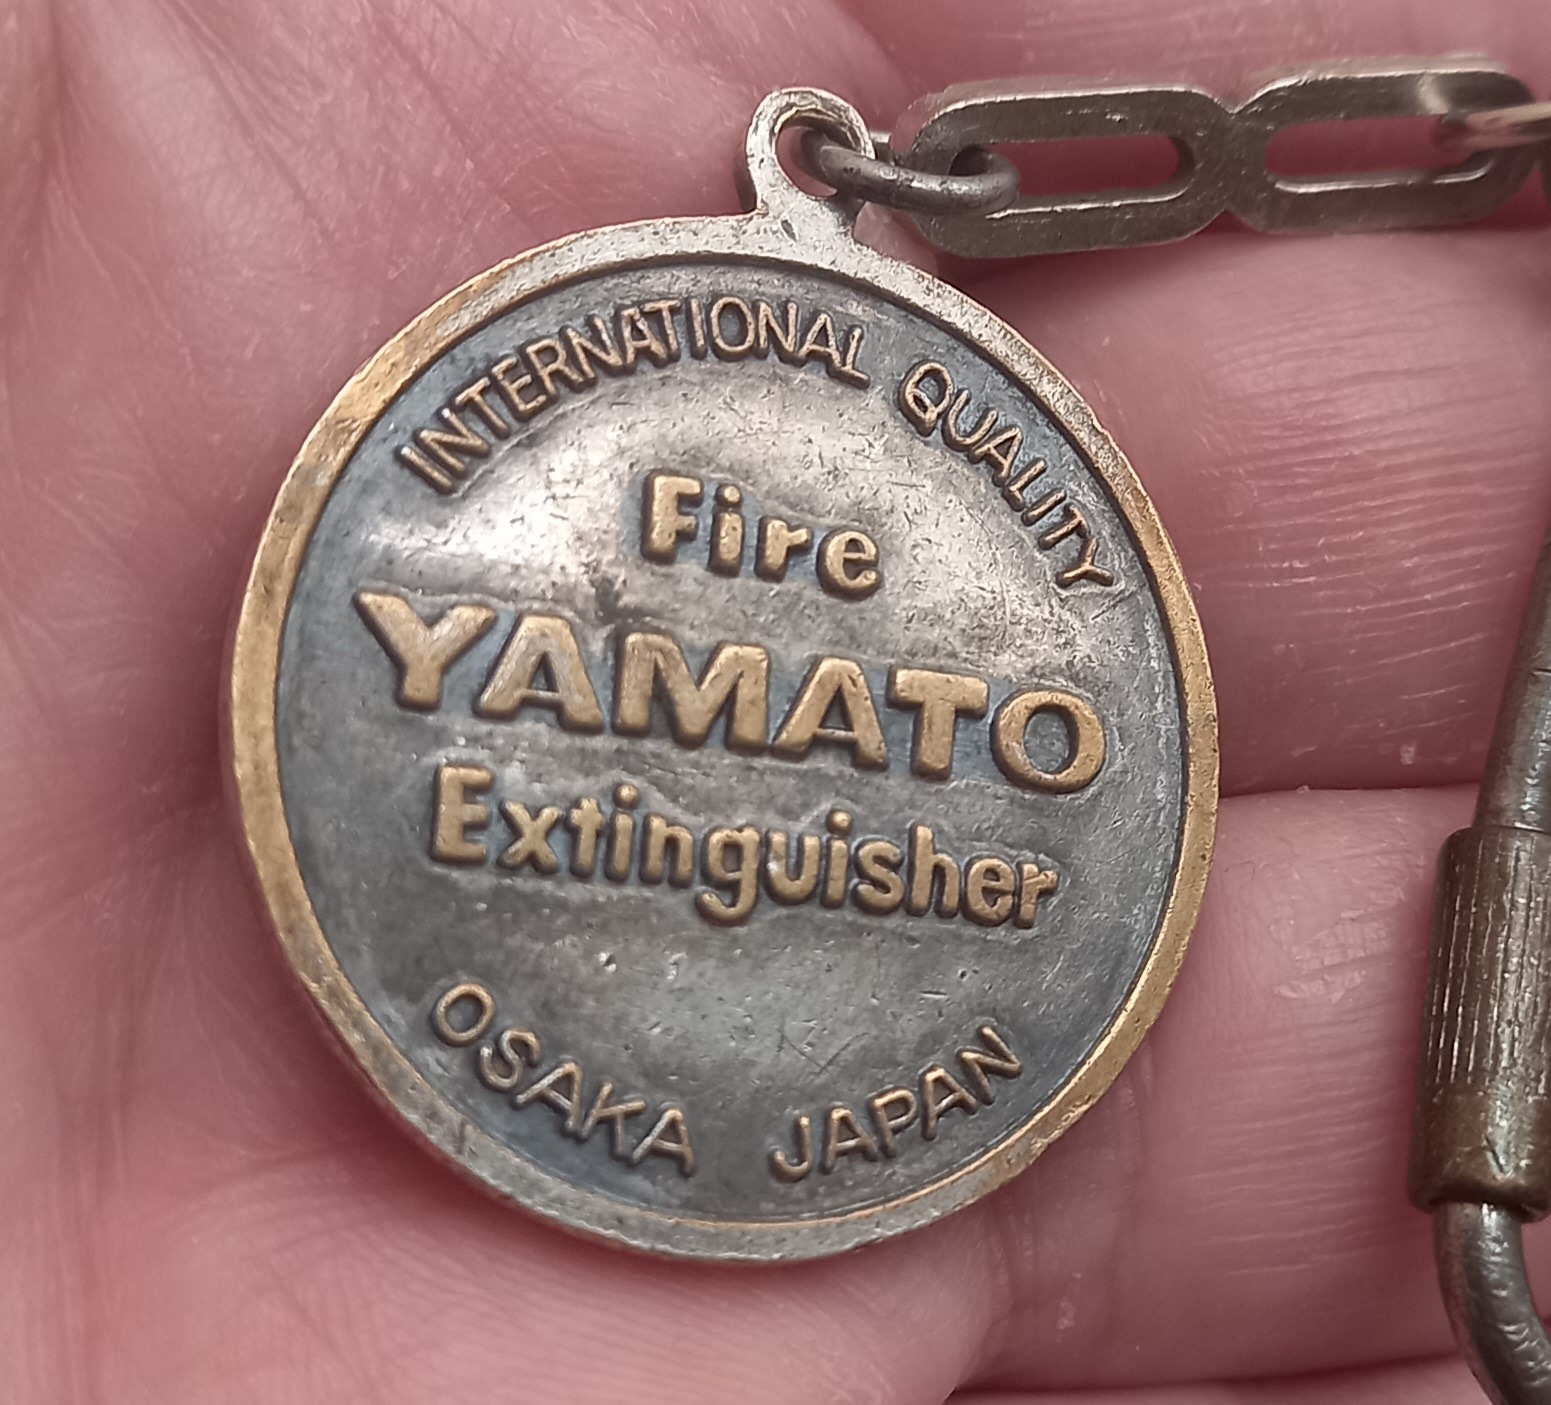 INTERNATIONAL QUALITY
Fire
YAMATO
Extinguisher
OSAKA JAPAN